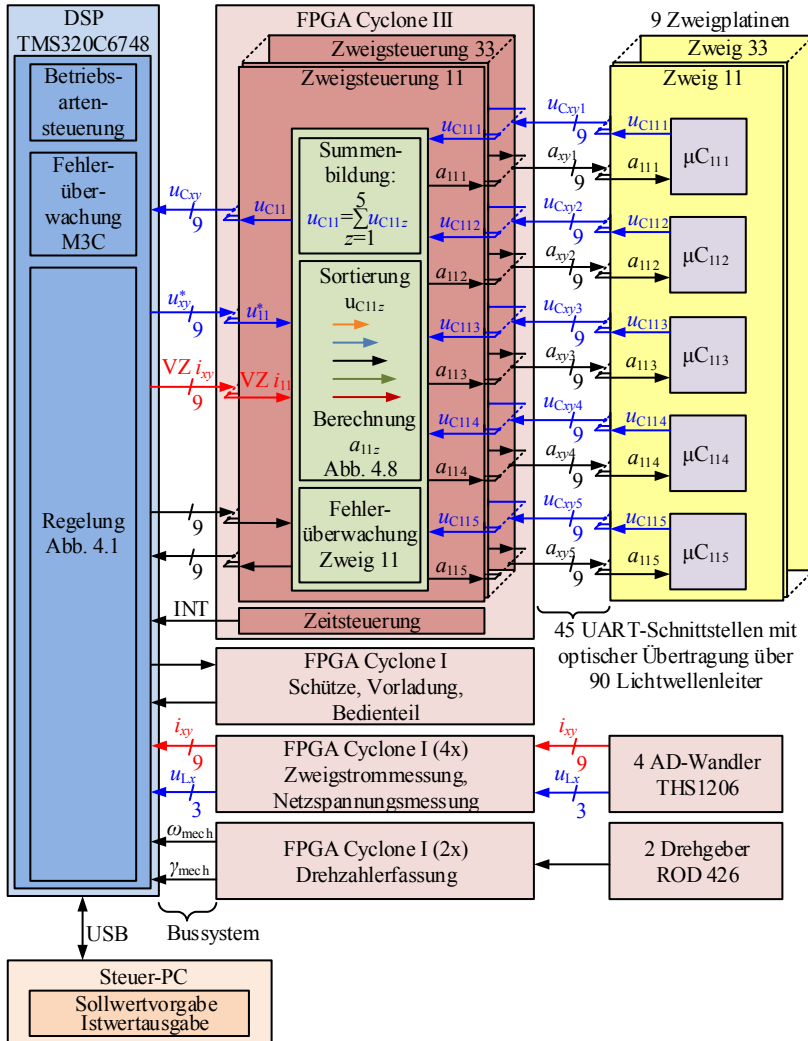 DSP
TMS320C6748
Betriebs-
arten-
steuerung
Fehler-
über-
wachung
M3C
Regelung
Abb. 4.1
u_Cxy
9
u*_xy
9
VZ i_xy
9
9
9
INT
FPGA Cyclone III
Zweigsteuerung 33
Zweigsteuerung 11
u_C11
u*_11
VZ i_11
Summen-
bildung:
5
u_C11=∑u_C11z
z=1
Sortierung
u_C11z
Berechnung
a_11z
Abb. 4.8
Fehler-
überwachung
Zweig 11
Zeitsteuerung
u_C111
a_111
u_C112
a_112
u_C113
a_113
u_C114
a_114
u_C115
a_115
u_Cxy1
9
a_xy1
9
u_Cxy2
9
a_xy2
9
u_Cxy3
9
a_xy3
9
u_Cxy4
9
a_xy4
9
u_Cxy5
9
a_xy5
9
9 Zweigplatinen
Zweig 33
Zweig 11
u_C111
a_111
µC_111
u_C112
a_112
µC_112
u_C113
a_113
µC_113
u_C114
a_114
µC_114
u_C115
a_115
µC_115
45 UART-Schnittstellen mit
optischer Übertragung über
90 Lichtwellenleiter
FPGA Cyclone I
Schütze, Vorladung,
Bedienteil
i_xy
9
u_Lx
3
FPGA Cyclone I (4x)
Zweigstrommessung,
Netzspannungsmessung
i_xy
9
u_Lx
3
4 AD-Wandler
THS1206
ω_mech
γ_mech
FPGA Cyclone I (2x)
Drehzahlerfassung
2 Drehgeber
ROD 426
USB
Bussystem
Steuer-PC
Sollwertvorgabe
Istwertausgabe